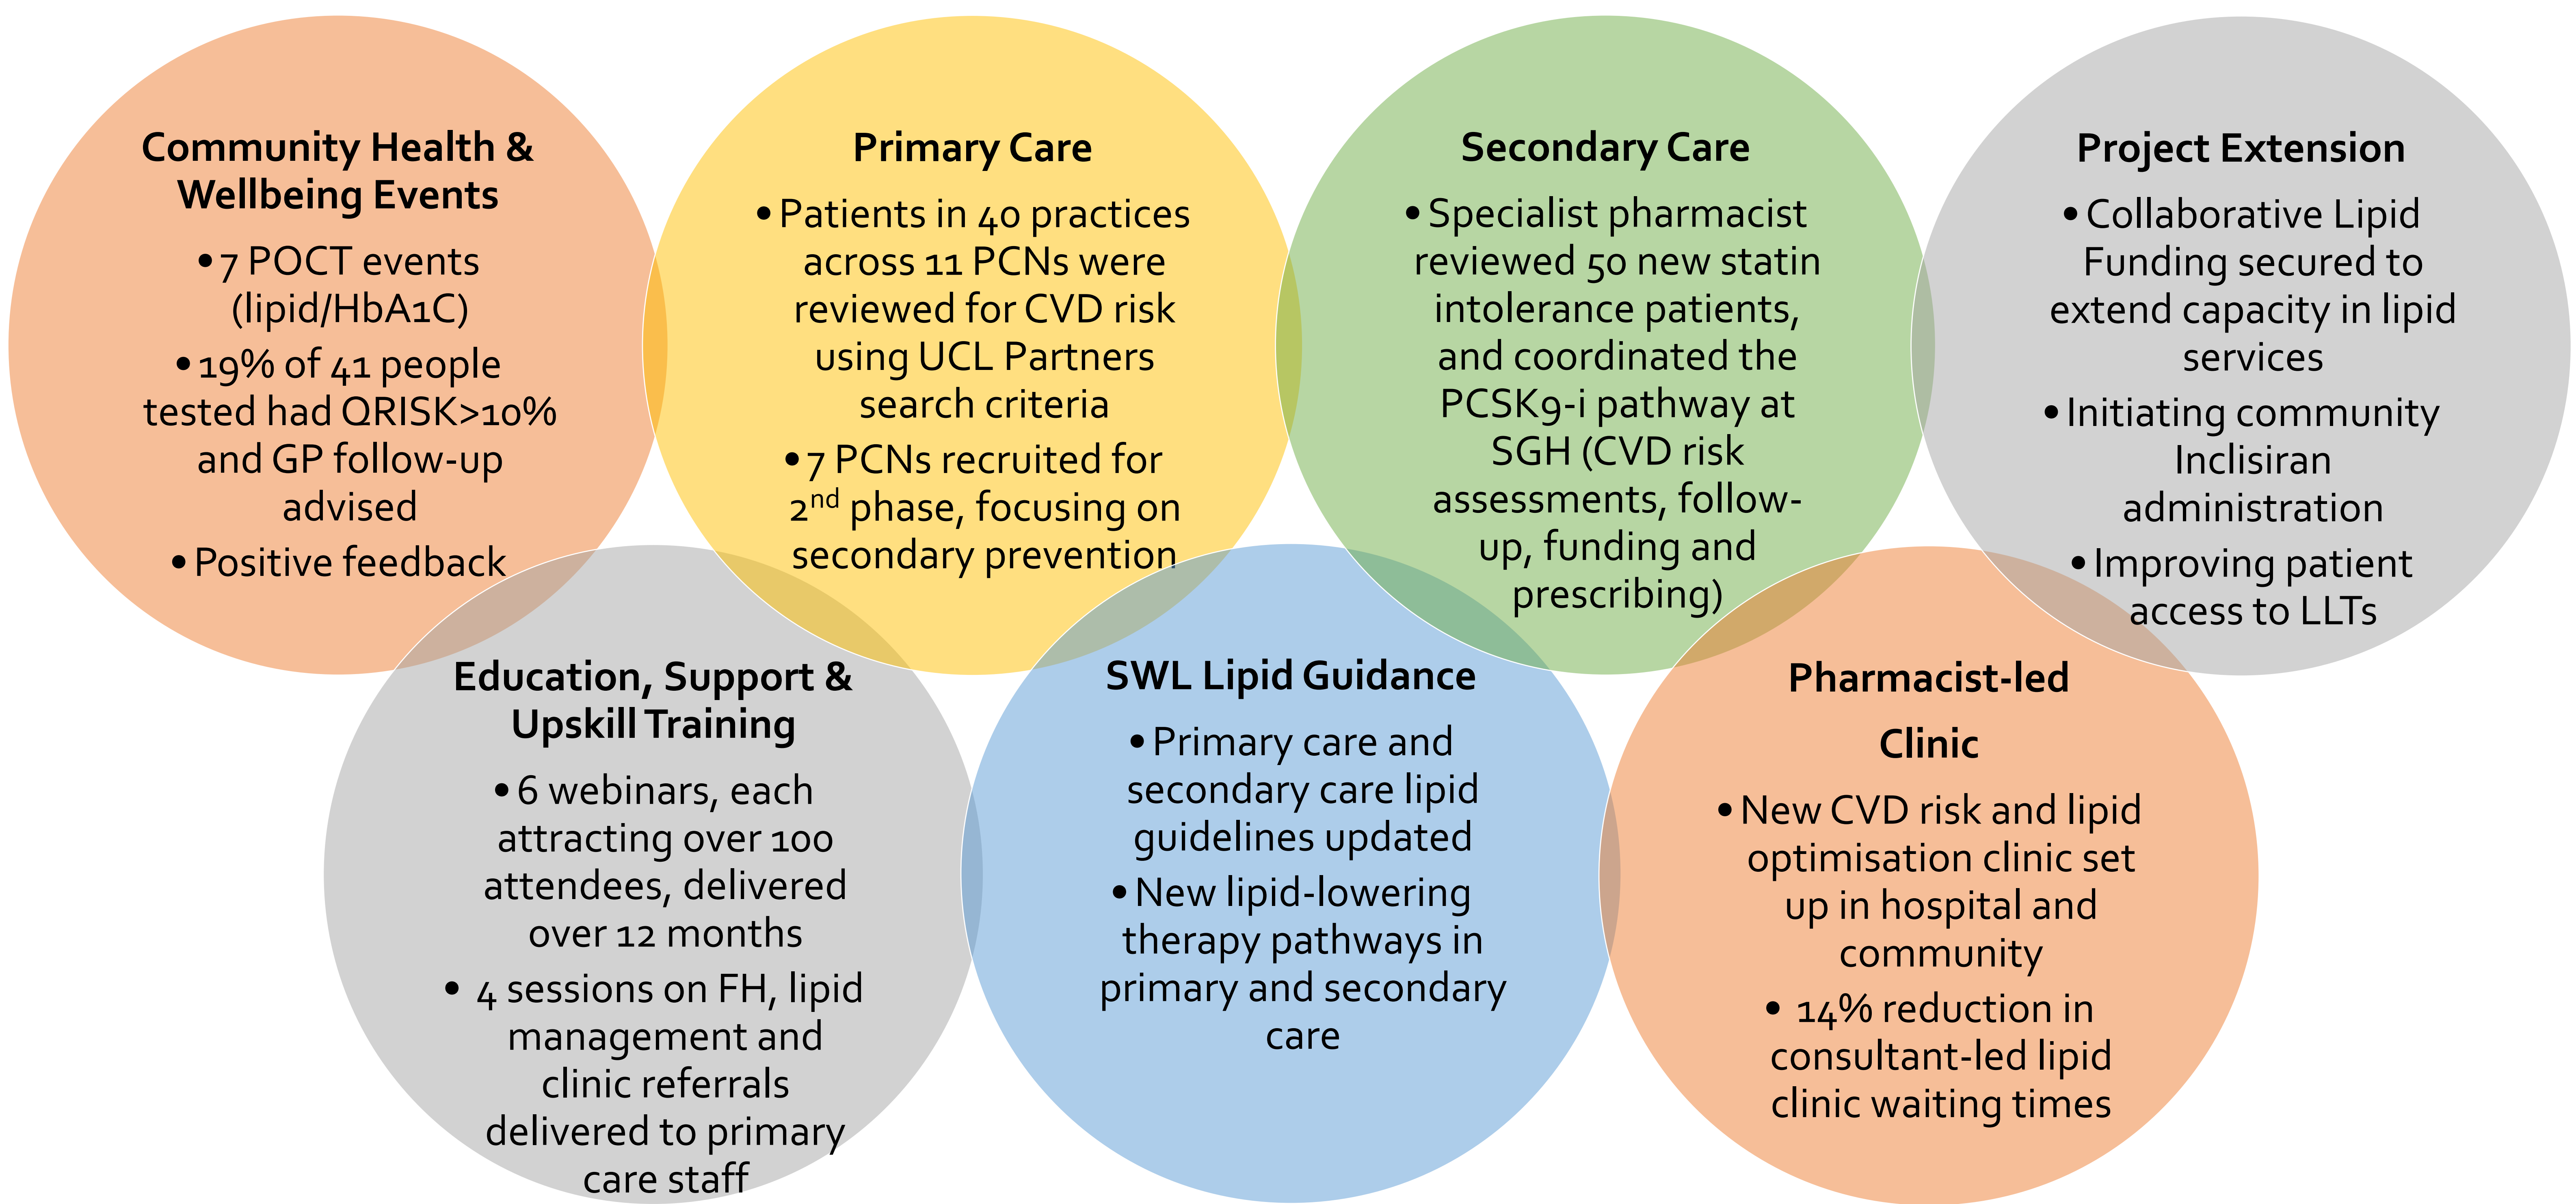 Community Health &
Wellbeing Events
•7 POCT events
(lipid/HbA1C)
•19% of 41 people
tested had QRISK>10%
and GP follow-up
advised
•Positive feedback
Primary Care
•Patients in 40 practices
across 11 PCNs were
reviewed for CVD risk
using UCL Partners
search criteria
•7 PCNs recruited for
2nd phase, focusing on
secondary prevention
Secondary Care
•Specialist pharmacist
reviewed 50 new statin
intolerance patients,
and coordinated the
PCSK9-i pathway at
SGH (CVD risk
assessments, follow-
up, funding and
prescribing)
Project Extension
•Collaborative Lipid
Funding secured to
extend capacity in lipid
services
•Initiating community
Inclisiran
administration
•Improving patient
access to LLTs
Education, Support &
Upskill Training
•6 webinars, each
attracting over 100
attendees, delivered
over 12 months
• 4 sessions on FH, lipid
management and
clinic referrals
delivered to primary
care staff
SWL Lipid Guidance
•Primary care and
secondary care lipid
guidelines updated
•New lipid-lowering
therapy pathways in
primary and secondary
care
Pharmacist-led
Clinic
•New CVD risk and lipid
optimisation clinic set
up in hospital and
community
• 14% reduction in
consultant-led lipid
clinic waiting times